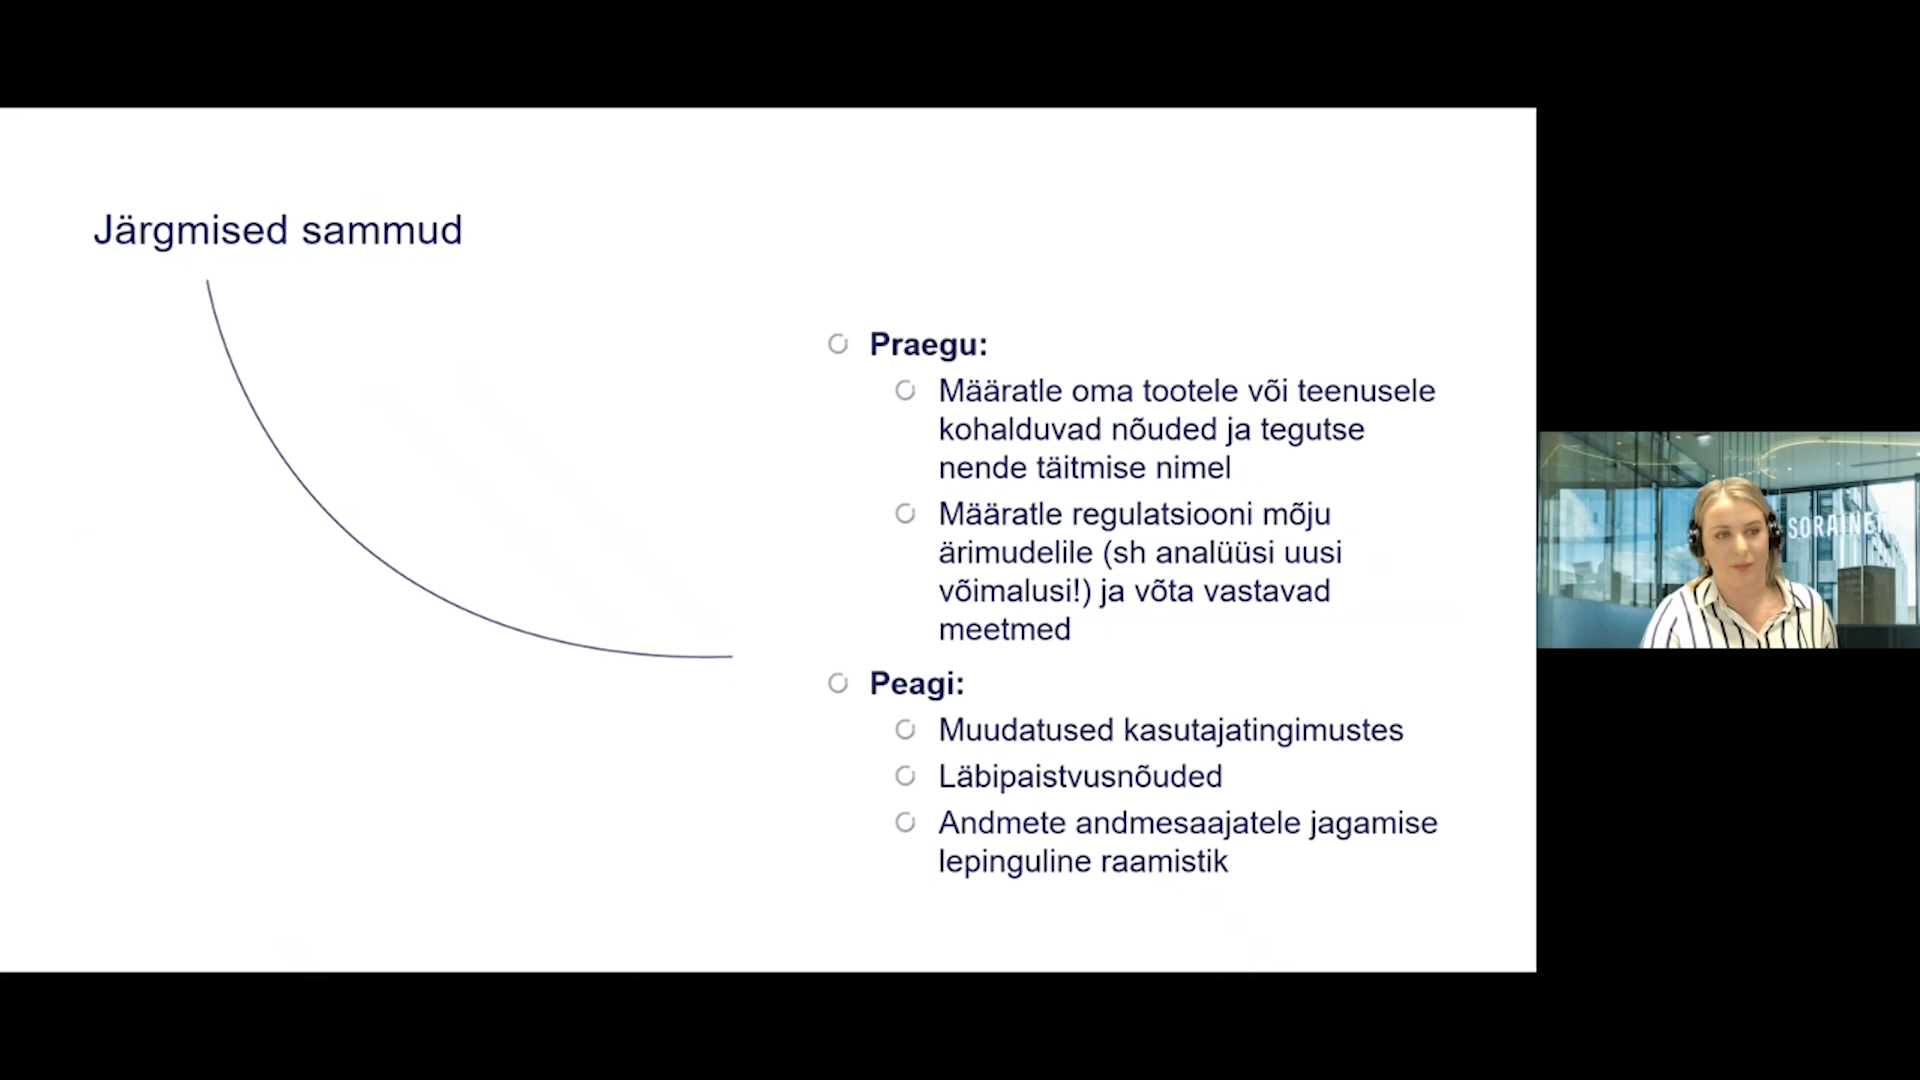 Järgmised sammud
Praegu:
Määratle oma tootele või teenusele
kohalduvad nõuded ja tegutse
nende täitmise nimel
Määratle regulatsiooni mõju
ärimudelile (sh analüüsi uusi
võimalusi!) ja võta vastavad
meetmed
Peagi:
Muudatused kasutajatingimustes
Läbipaistvusnõuded
Andmete andmesaajatele jagamise
lepinguline raamistik
SORAINEN